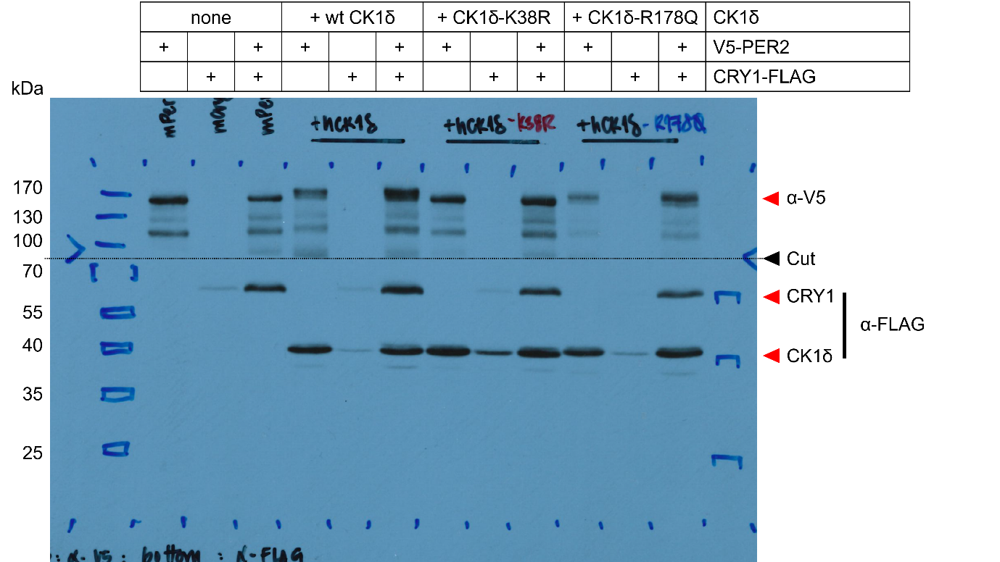 none + wt CK1δ + CK1δ-K38R + CK1δ-R178Q CK1δ
+ + + + + + + + V5-PER2
+ + + + + + + + CRY1-FLAG
kDa
mPer mPer
+hCK1δ +hCK1δ-K38R +hCK1δ-R178Q
170
α-V5
130
100
Cut
70
CRY1
55
α-FLAG
40
CK1δ
35
25
: α-V5 : bottom : α-FLAG